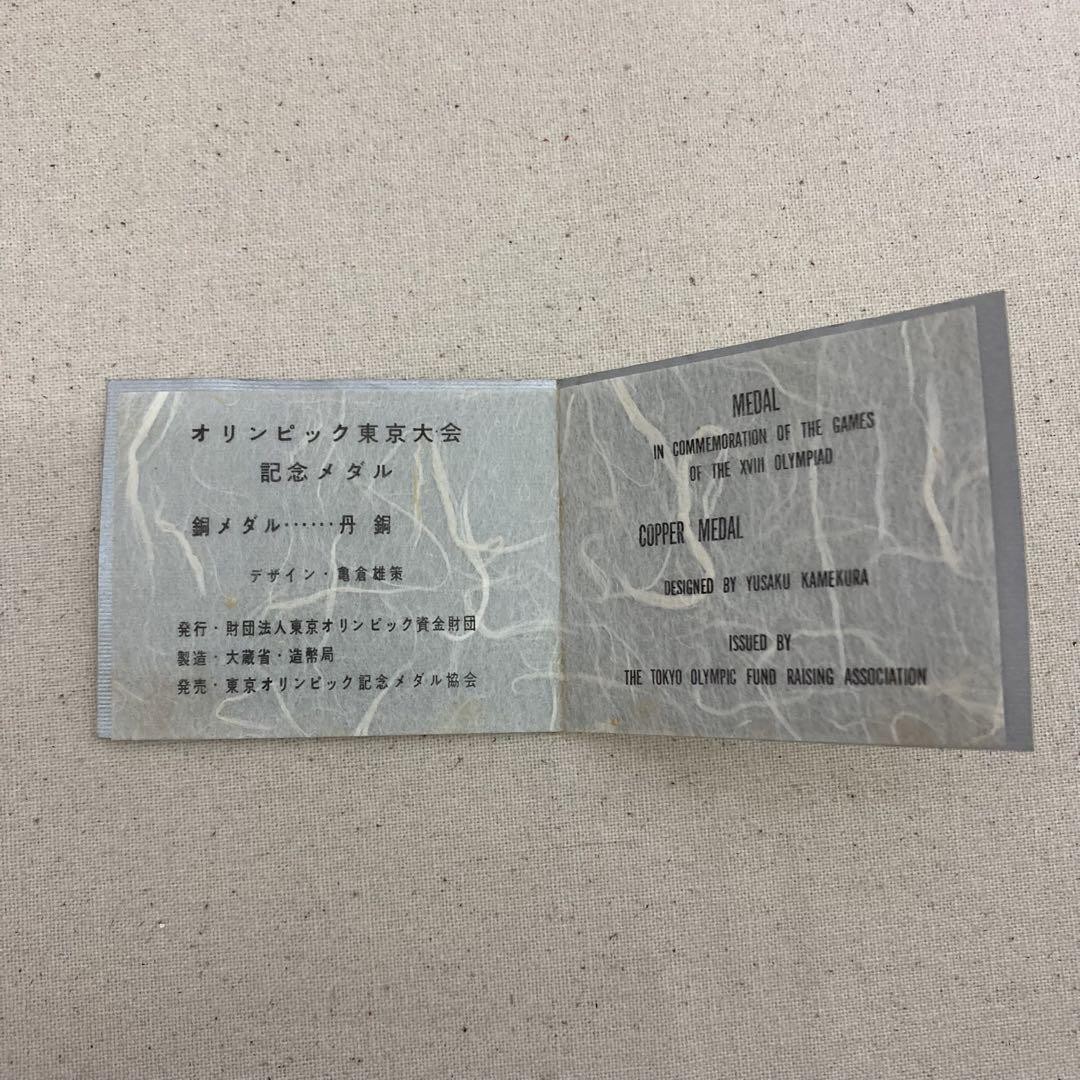 オリンピック東京大会
記念メダル
銅メダル……丹 銅
デザイン・亀倉雄策
発行・財団法人東京オリンピック資金財団
製造・大蔵省・造幣局
発売・東京オリンピック記念メダル協会
MEDAL
IN COMMEMORATION OF THE GAMES
OF THE XVIII OLYMPIAD
COPPER MEDAL
DESIGNED BY YUSAKU KAMEKURA
ISSUED BY
THE TOKYO OLYMPIC FUND RAISING ASSOCIATION